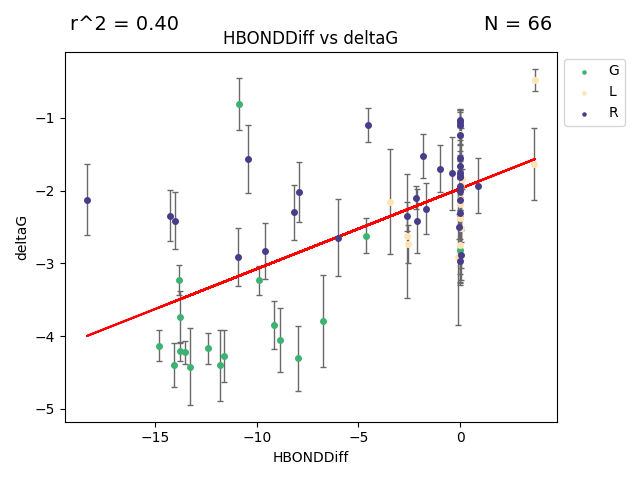 r^2 = 0.40
N = 66
HBONDDiff vs deltaG
G
L
R
−1
−2
−3
−4
−5
deltaG
−15
−10
−5
0
HBONDDiff